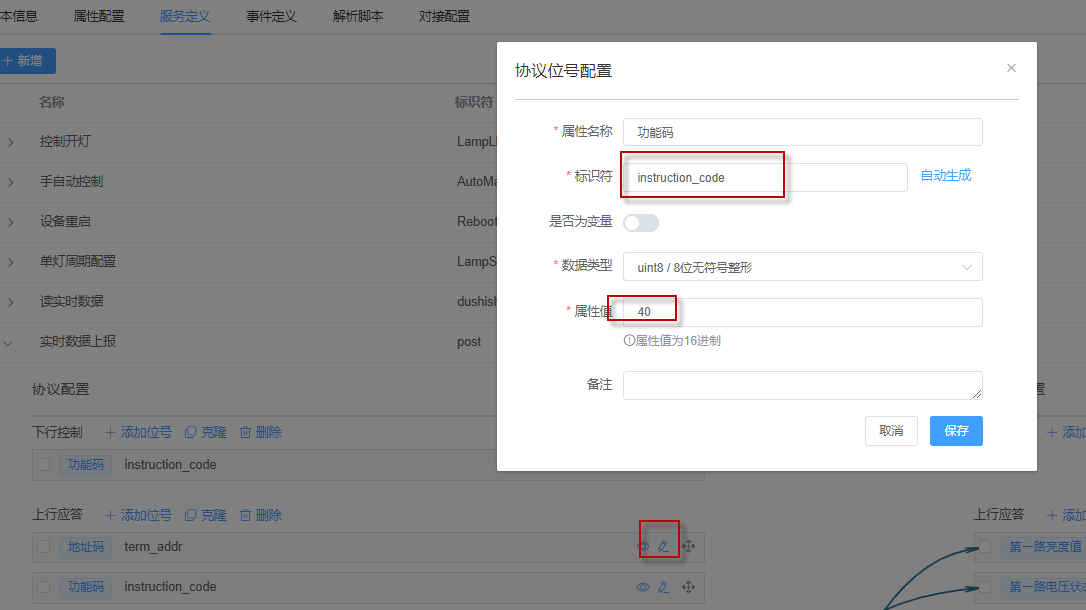 本信息 属性配置 服务定义 事件定义 解析脚本 对接配置
+ 新增
协议位号配置
名称 标识符
* 属性名称 功能码
控制开灯 LampL
* 标识符 instruction_code 自动生成
手自动控制 AutoMa
设备重启 Reboot
是否为变量
单灯周期配置 LampS
* 数据类型 uint8 / 8位无符号整形
读实时数据 dushish
* 属性值 40
属性值为16进制
实时数据上报 post
备注
协议配置 置
下行控制 + 添加位号 克隆 删除 + 添加
取消 保存
功能码 instruction_code
上行应答 + 添加位号 克隆 删除 上行应答 + 添加
地址码 term_addr 第一路亮度值
功能码 instruction_code 第一路电压状态